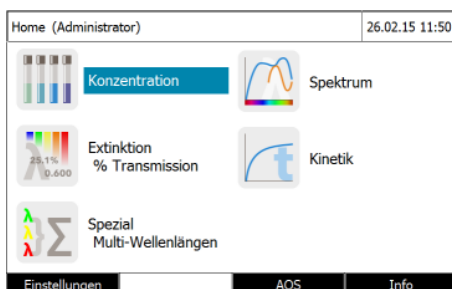 Home (Administrator) 26.02.15 11:50
Konzentration
Spektrum
Extinktion
% Transmission
25.1%
0.600
Kinetik
Spezial
Multi-Wellenlängen
Einstellungen AQS Info